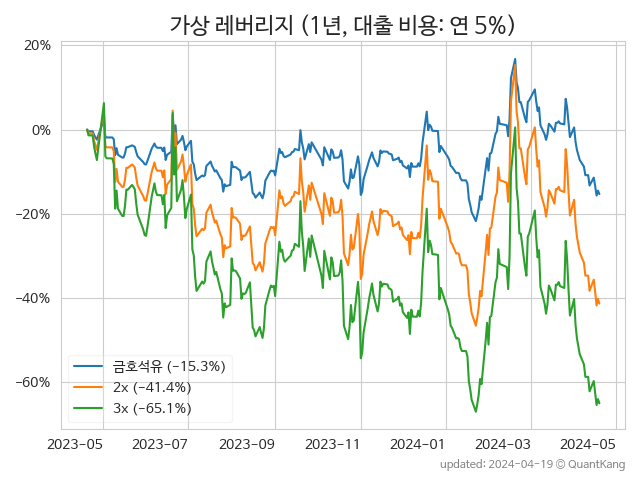 가상 레버리지 (1년, 대출 비용: 연 5%)
20%
0%
−20%
−40%
−60%
금호석유 (−15.3%)
2x (−41.4%)
3x (−65.1%)
2023-05 2023-07 2023-09 2023-11 2024-01 2024-03 2024-05
updated: 2024-04-19 © QuantKang